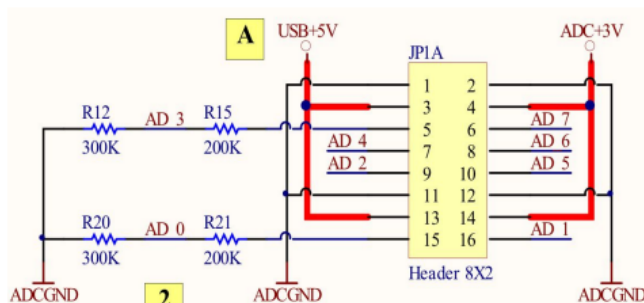 A
USB+5V
ADC+3V
JP1A
1 2
3 4
R12 AD 3 R15 5 6 AD 7
300K 200K AD 4 7 8 AD 6
AD 2 9 10 AD 5
11 12
13 14
R20 AD 0 R21 15 16 AD 1
300K 200K Header 8X2
ADCGND 2 ADCGND ADCGND